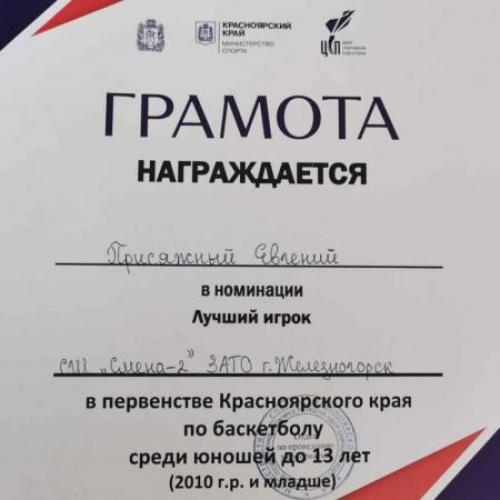 КРАСНОЯРСКИЙ
КРАЙ
МИНИСТЕРСТВО
СПОРТА
ЦСП
ГРАМОТА
НАГРАЖДАЕТСЯ
Присяжный Евгений
в номинации
Лучший игрок
СШ „Смена-2” ЗАТО г. Железногорск
в первенстве Красноярского края
по баскетболу
среди юношей до 13 лет
(2010 г.р. и младше)